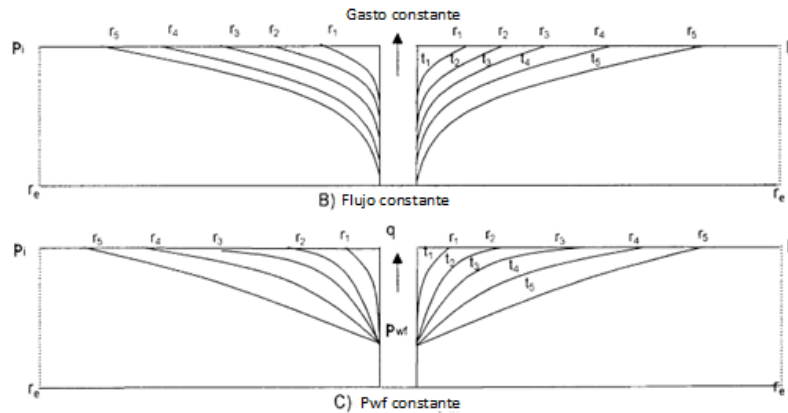 Gasto constante
r₅ r₄ r₃ r₂ r₁ r₁ r₂ r₃ r₄ r₅
Pᵢ
t₁ t₂ t₃ t₄ t₅
rₑ rₑ
B) Flujo constante
q
r₅ r₄ r₃ r₂ r₁ r₁ r₂ r₃ r₄ r₅
Pᵢ
t₁ t₂ t₃ t₄ t₅
Pwf
rₑ rₑ
C) Pwf constante